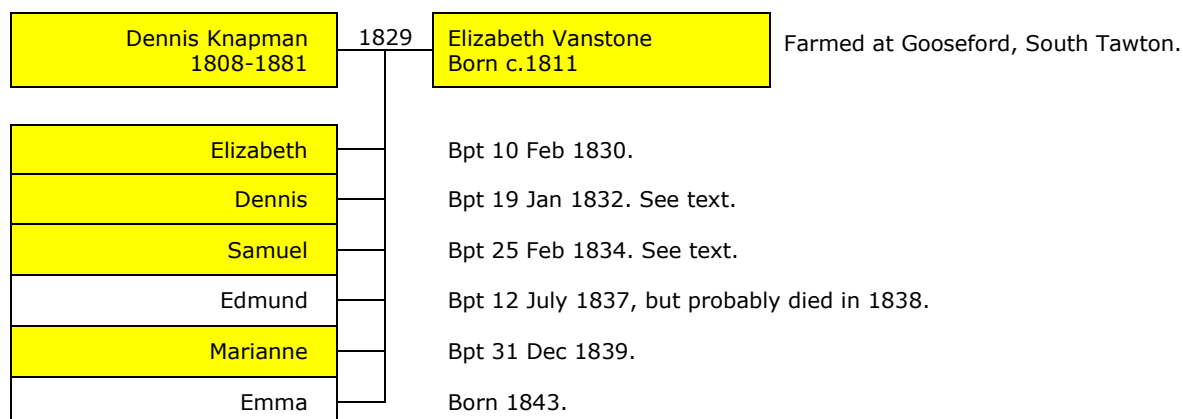 Dennis Knapman
1808-1881
1829
Elizabeth Vanstone
Born c.1811
Farmed at Gooseford, South Tawton.
Elizabeth Bpt 10 Feb 1830.
Dennis Bpt 19 Jan 1832. See text.
Samuel Bpt 25 Feb 1834. See text.
Edmund Bpt 12 July 1837, but probably died in 1838.
Marianne Bpt 31 Dec 1839.
Emma Born 1843.